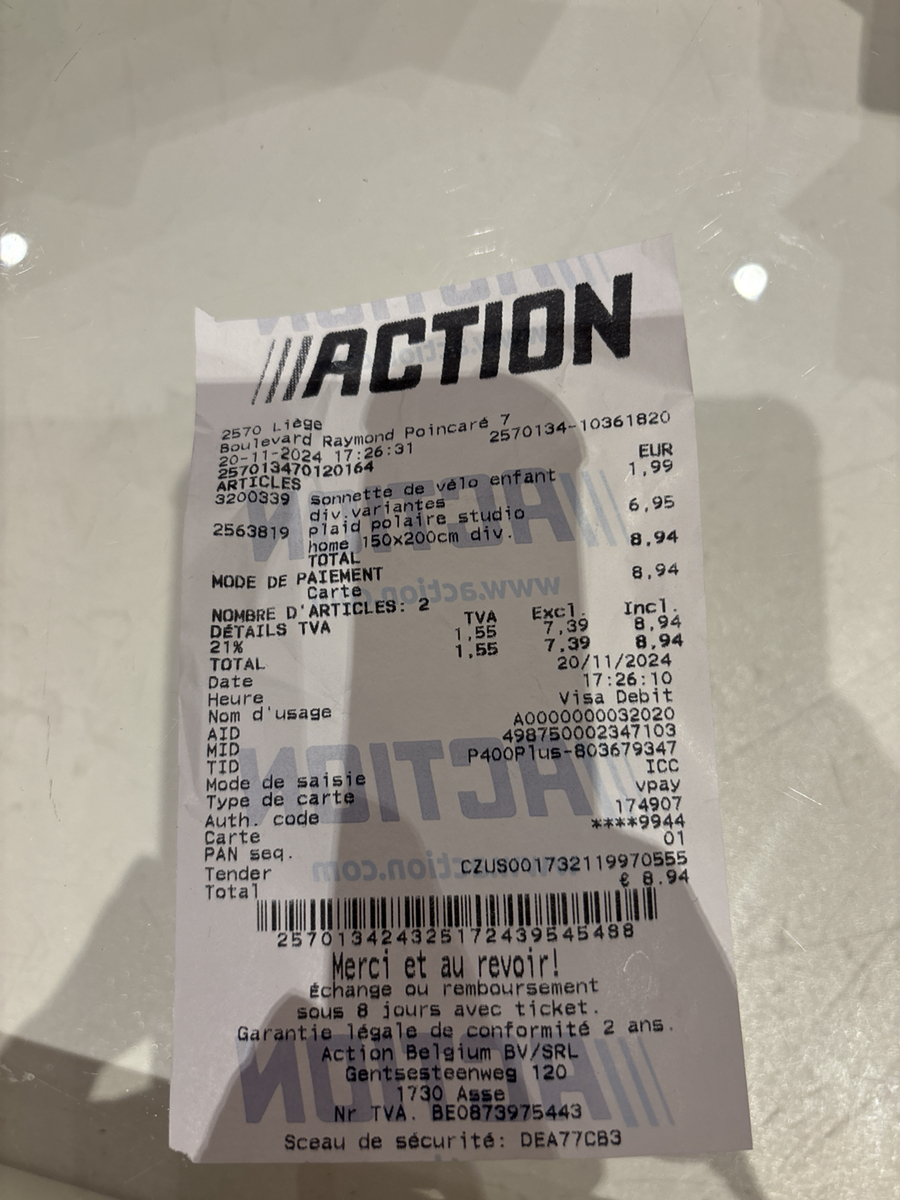 ///ACTION
2570 Liège
Boulevard Raymond Poincaré 7
20-11-2024 17:26:31 2570134-10361820
257013470120164
ARTICLES EUR
3200339 sonnette de vélo enfant 1,99
div.variantes
2563819 plaid polaire studio 6,95
home 150x200cm div.
TOTAL 8,94
MODE DE PAIEMENT
Carte 8,94
NOMBRE D'ARTICLES: 2
DÉTAILS TVA TVA Excl. Incl.
21% 1,55 7,39 8,94
TOTAL 1,55 7,39 8,94
Date 20/11/2024
Heure 17:26:10
Nom d'usage Visa Debit
AID A0000000032020
MID 498750002347103
TID P400Plus-803679347
Mode de saisie ICC
Type de carte vpay
Auth. code 174907
Carte ****9944
PAN seq. 01
Tender CZUS001732119970555
Total € 8.94
2570134243251724395​45488
Merci et au revoir!
Échange ou remboursement
sous 8 jours avec ticket.
Garantie légale de conformité 2 ans.
Action Belgium BV/SRL
Gentsesteenweg 120
1730 Asse
Nr TVA. BE0873975443
Sceau de sécurité: DEA77CB3